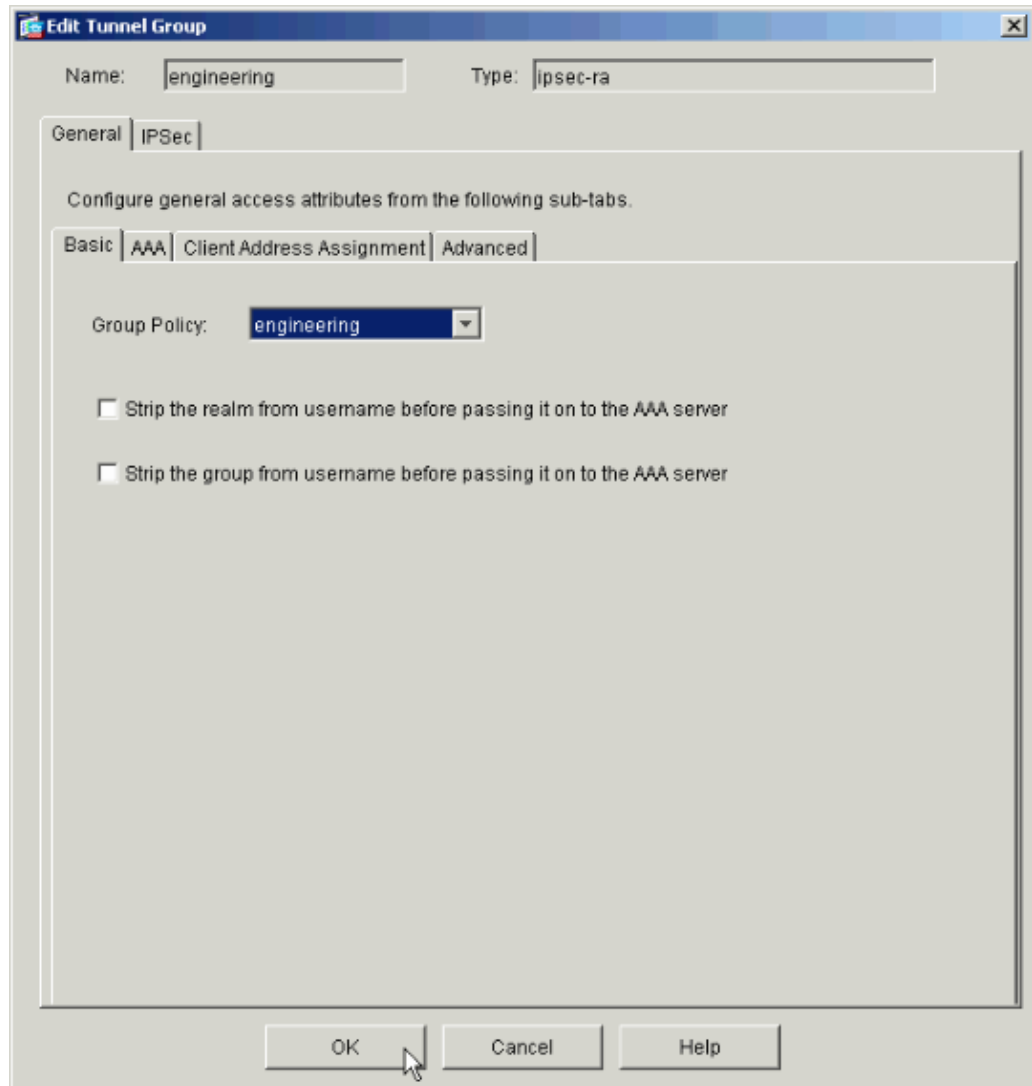 Edit Tunnel Group
Name: engineering Type: ipsec-ra
General IPSec
Configure general access attributes from the following sub-tabs.
Basic AAA Client Address Assignment Advanced
Group Policy: engineering
Strip the realm from username before passing it on to the AAA server
Strip the group from username before passing it on to the AAA server
OK Cancel Help